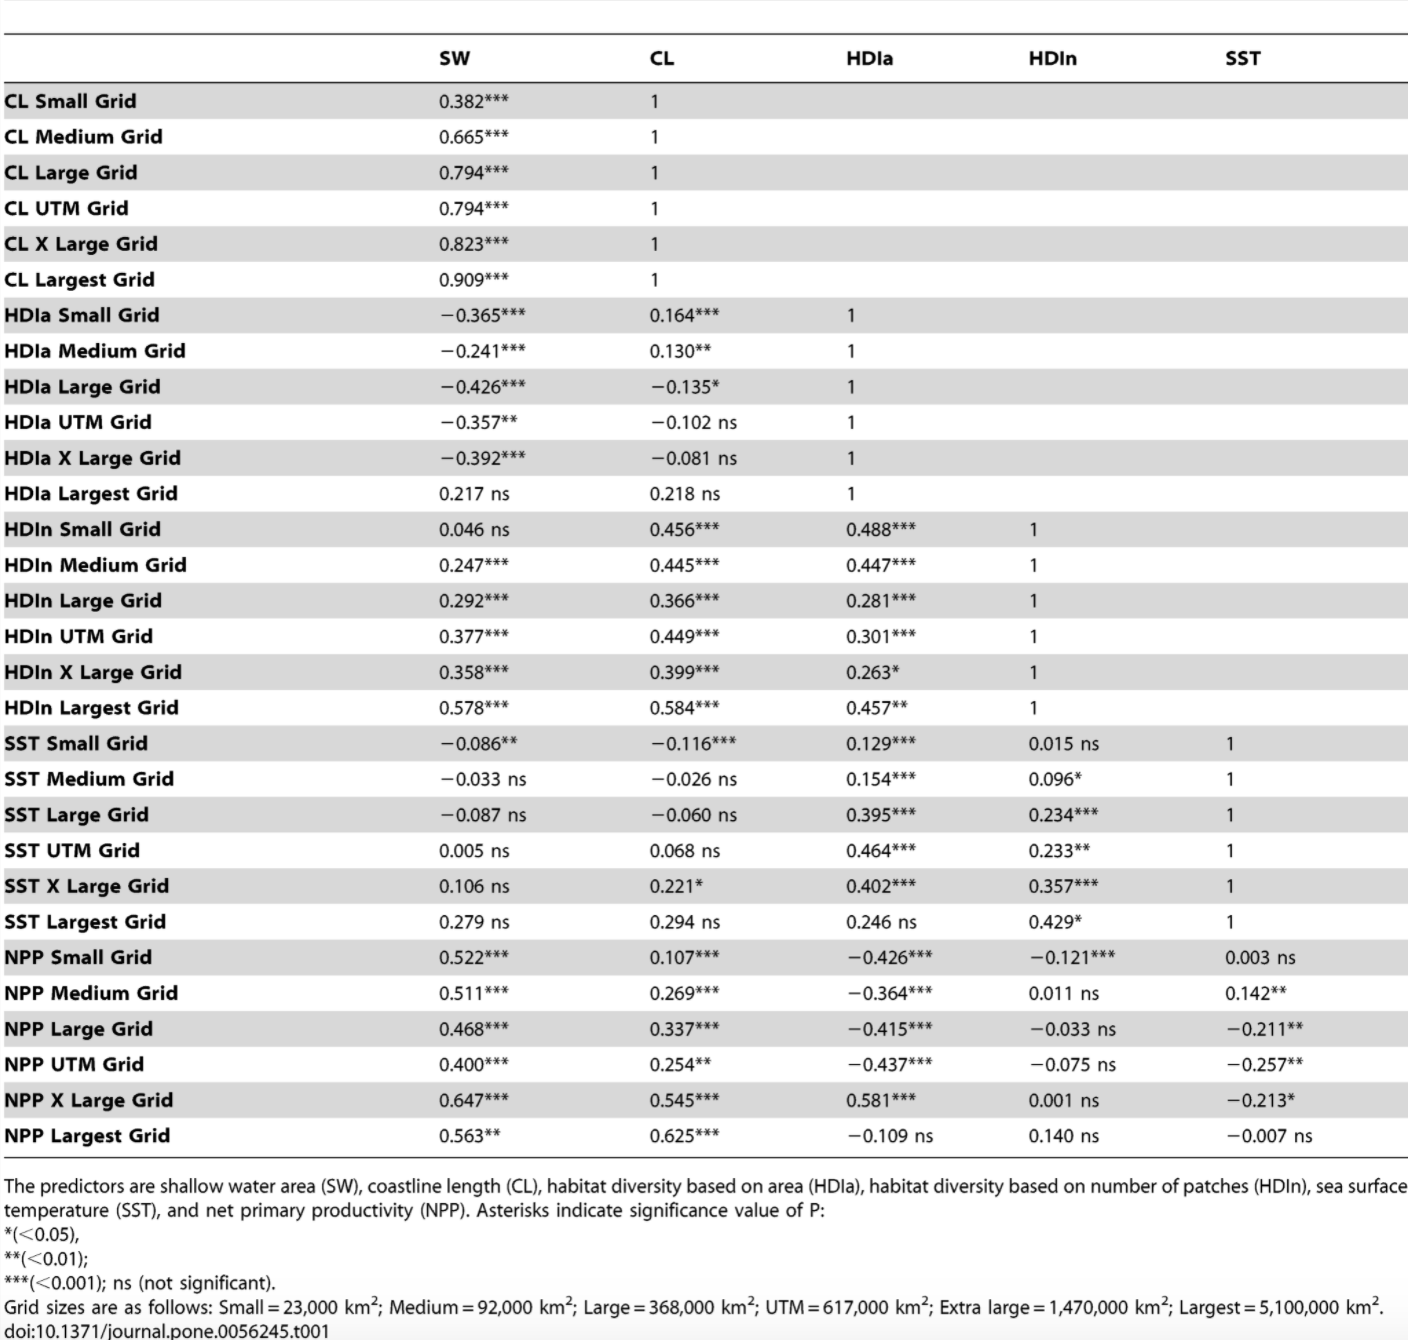 SW CL HDIa HDIn SST
CL Small Grid 0.382*** 1
CL Medium Grid 0.665*** 1
CL Large Grid 0.794*** 1
CL UTM Grid 0.794*** 1
CL X Large Grid 0.823*** 1
CL Largest Grid 0.909*** 1
HDIa Small Grid −0.365*** 0.164*** 1
HDIa Medium Grid −0.241*** 0.130** 1
HDIa Large Grid −0.426*** −0.135* 1
HDIa UTM Grid −0.357** −0.102 ns 1
HDIa X Large Grid −0.392*** −0.081 ns 1
HDIa Largest Grid 0.217 ns 0.218 ns 1
HDIn Small Grid 0.046 ns 0.456*** 0.488*** 1
HDIn Medium Grid 0.247*** 0.445*** 0.447*** 1
HDIn Large Grid 0.292*** 0.366*** 0.281*** 1
HDIn UTM Grid 0.377*** 0.449*** 0.301*** 1
HDIn X Large Grid 0.358*** 0.399*** 0.263* 1
HDIn Largest Grid 0.578*** 0.584*** 0.457** 1
SST Small Grid −0.086** −0.116*** 0.129*** 0.015 ns 1
SST Medium Grid −0.033 ns −0.026 ns 0.154*** 0.096* 1
SST Large Grid −0.087 ns −0.060 ns 0.395*** 0.234*** 1
SST UTM Grid 0.005 ns 0.068 ns 0.464*** 0.233** 1
SST X Large Grid 0.106 ns 0.221* 0.402*** 0.357*** 1
SST Largest Grid 0.279 ns 0.294 ns 0.246 ns 0.429* 1
NPP Small Grid 0.522*** 0.107*** −0.426*** −0.121*** 0.003 ns
NPP Medium Grid 0.511*** 0.269*** −0.364*** 0.011 ns 0.142**
NPP Large Grid 0.468*** 0.337*** −0.415*** −0.033 ns −0.211**
NPP UTM Grid 0.400*** 0.254** −0.437*** −0.075 ns −0.257**
NPP X Large Grid 0.647*** 0.545*** 0.581*** 0.001 ns −0.213*
NPP Largest Grid 0.563** 0.625*** −0.109 ns 0.140 ns −0.007 ns
The predictors are shallow water area (SW), coastline length (CL), habitat diversity based on area (HDIa), habitat diversity based on number of patches (HDIn), sea surface
temperature (SST), and net primary productivity (NPP). Asterisks indicate significance value of P:
*(<0.05),
**(<0.01);
***(<0.001); ns (not significant).
Grid sizes are as follows: Small=23,000 km²; Medium=92,000 km²; Large=368,000 km²; UTM=617,000 km²; Extra large=1,470,000 km²; Largest=5,100,000 km².
doi:10.1371/journal.pone.0056245.t001